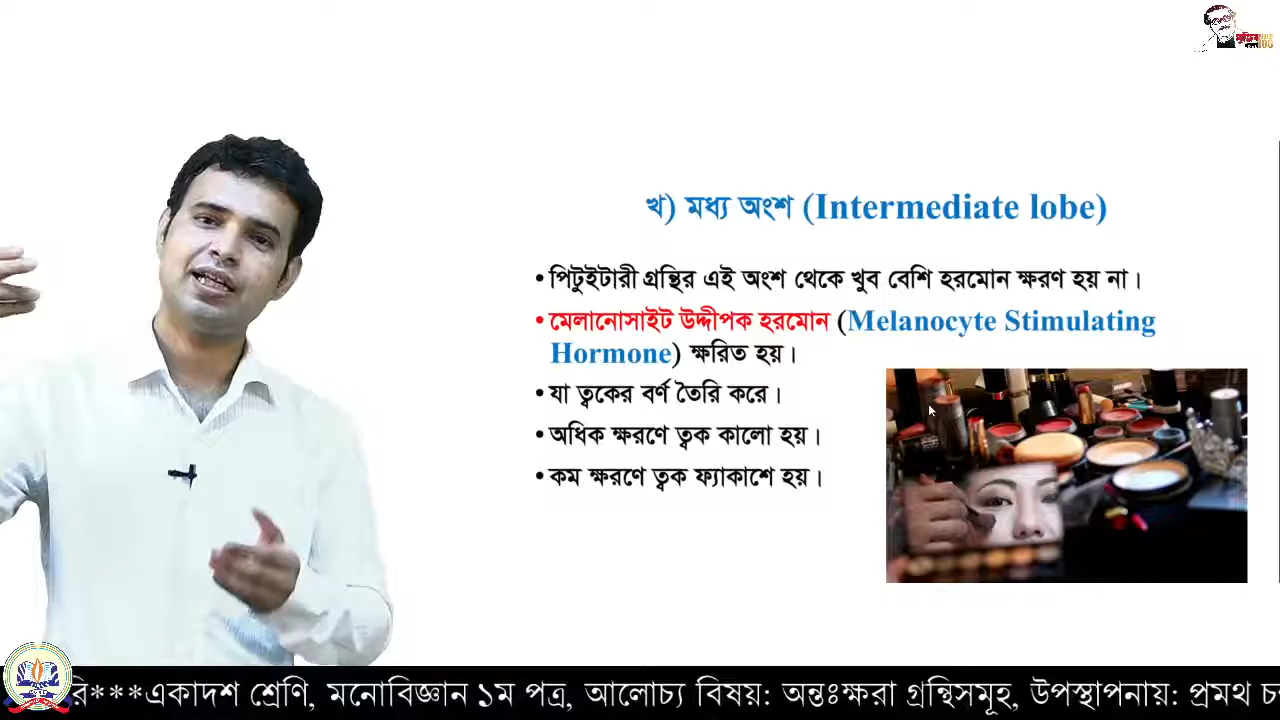 খ) মধ্য অংশ (Intermediate lobe)
• পিটুইটারী গ্রন্থির এই অংশ থেকে খুব বেশি হরমোন ক্ষরণ হয় না।
• মেলানোসাইট উদ্দীপক হরমোন (Melanocyte Stimulating
Hormone) ক্ষরিত হয়।
• যা ত্বকের বর্ণ তৈরি করে।
• অধিক ক্ষরণে ত্বক কালো হয়।
• কম ক্ষরণে ত্বক ফ্যাকাশে হয়।
রি***একাদশ শ্রেণি, মনোবিজ্ঞান ১ম পত্র, আলোচ্য বিষয়: অন্তঃক্ষরা গ্রন্থিসমূহ, উপস্থাপনায়: প্রমথ চ